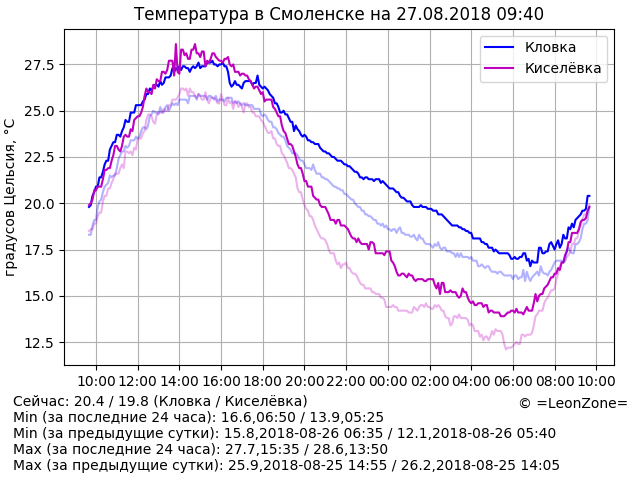 Температура в Смоленске на 27.08.2018 09:40
градусов Цельсия, °C
27.5
25.0
22.5
20.0
17.5
15.0
12.5
Кловка
Киселёвка
10:00 12:00 14:00 16:00 18:00 20:00 22:00 00:00 02:00 04:00 06:00 08:00 10:00
Сейчас: 20.4 / 19.8 (Кловка / Киселёвка)
© =LeonZone=
Min (за последние 24 часа): 16.6,06:50 / 13.9,05:25
Min (за предыдущие сутки): 15.8,2018-08-26 06:35 / 12.1,2018-08-26 05:40
Max (за последние 24 часа): 27.7,15:35 / 28.6,13:50
Max (за предыдущие сутки): 25.9,2018-08-25 14:55 / 26.2,2018-08-25 14:05